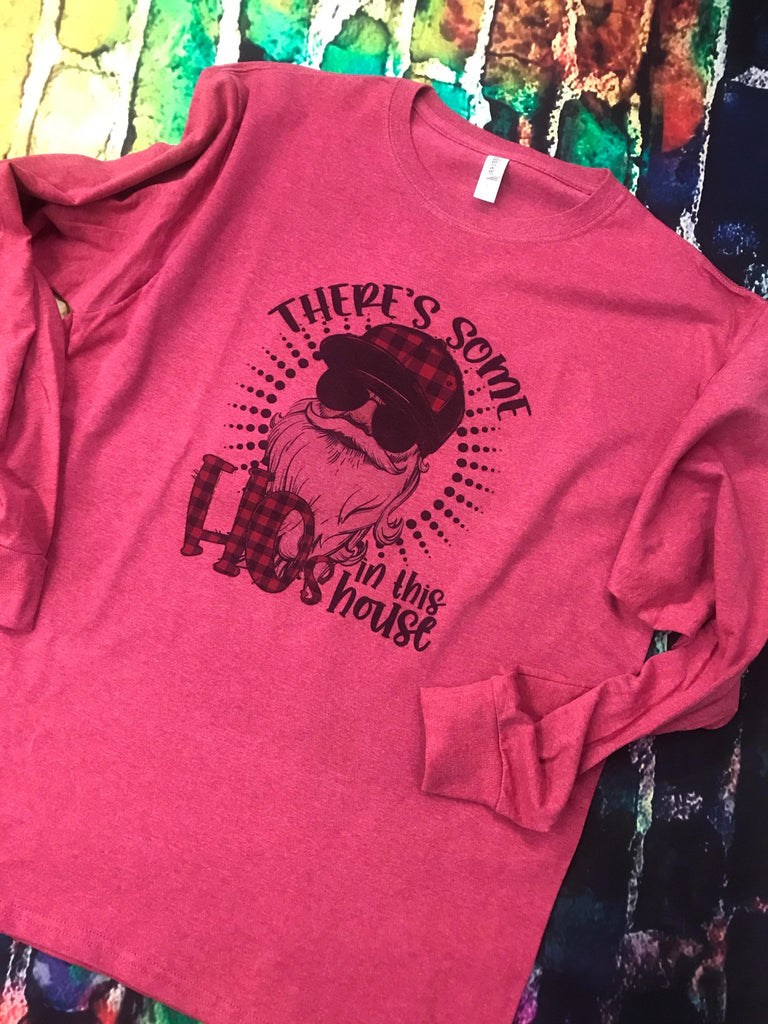 THERE'S SOME
HOs
in this
house